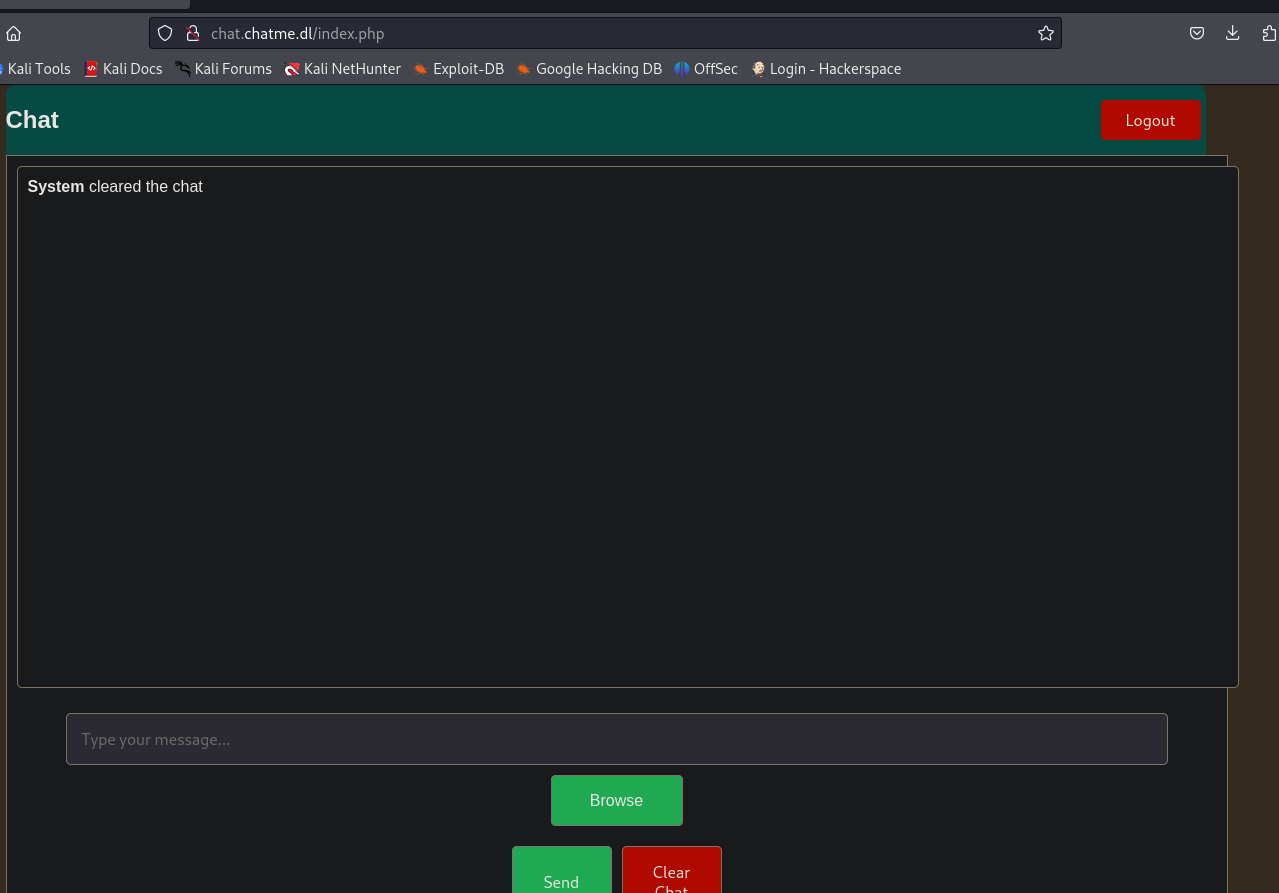 chat.chatme.dl/index.php
Kali Tools Kali Docs Kali Forums Kali NetHunter Exploit-DB Google Hacking DB OffSec Login - Hackerspace
Chat
Logout
System cleared the chat
Type your message...
Browse
Send
Clear
Chat